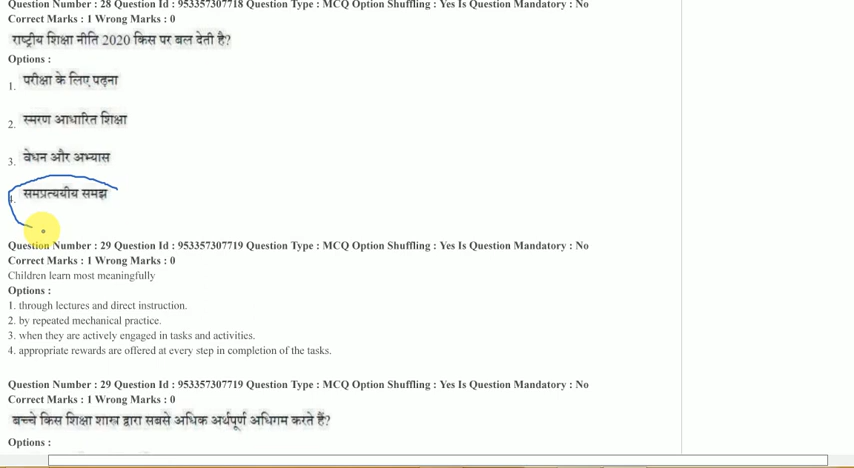 Question Number : 28 Question Id : 953357307718 Question Type : MCQ Option Shuffling : Yes Is Question Mandatory : No
Correct Marks : 1 Wrong Marks : 0
राष्ट्रीय शिक्षा नीति 2020 किस पर बल देती है?
Options :
1. परीक्षा के लिए पढ़ना
2. स्मरण आधारित शिक्षा
3. वेधन और अभ्यास
4. समप्रत्ययीय समझ
Question Number : 29 Question Id : 953357307719 Question Type : MCQ Option Shuffling : Yes Is Question Mandatory : No
Correct Marks : 1 Wrong Marks : 0
Children learn most meaningfully
Options :
1. through lectures and direct instruction.
2. by repeated mechanical practice.
3. when they are actively engaged in tasks and activities.
4. appropriate rewards are offered at every step in completion of the tasks.
Question Number : 29 Question Id : 953357307719 Question Type : MCQ Option Shuffling : Yes Is Question Mandatory : No
Correct Marks : 1 Wrong Marks : 0
बच्चे किस शिक्षा शास्त्र द्वारा सबसे अधिक अर्थपूर्ण अधिगम करते हैं?
Options :